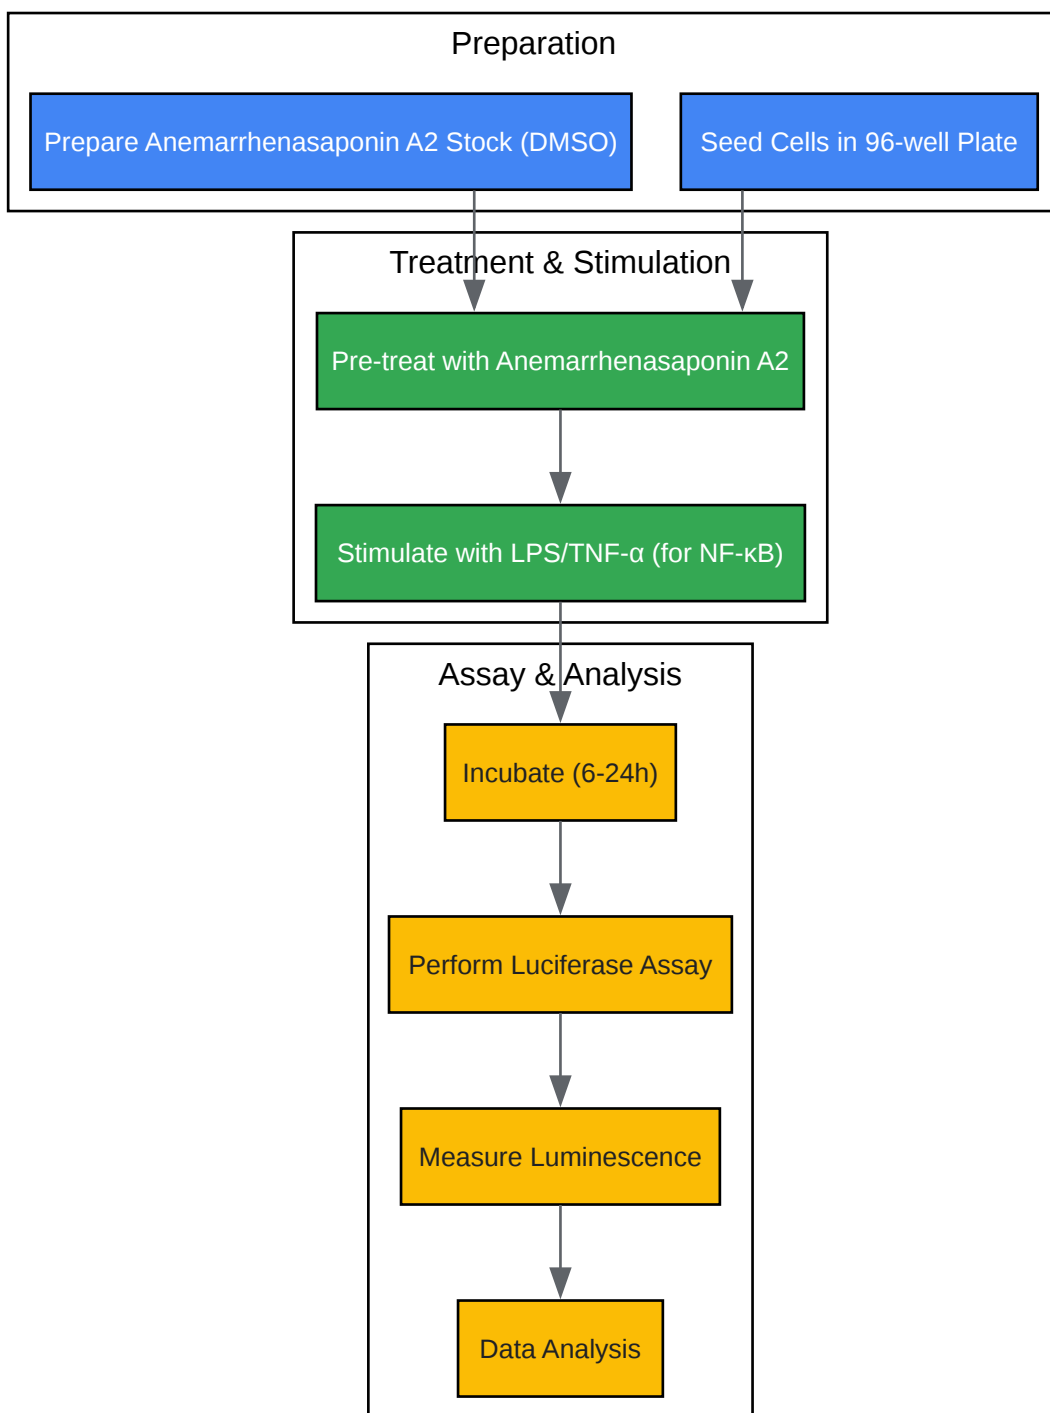 Preparation
Prepare Anemarrhenasaponin A2 Stock (DMSO)
Seed Cells in 96-well Plate
Treatment & Stimulation
Pre-treat with Anemarrhenasaponin A2
Stimulate with LPS/TNF-α (for NF-κB)
Assay & Analysis
Incubate (6-24h)
Perform Luciferase Assay
Measure Luminescence
Data Analysis